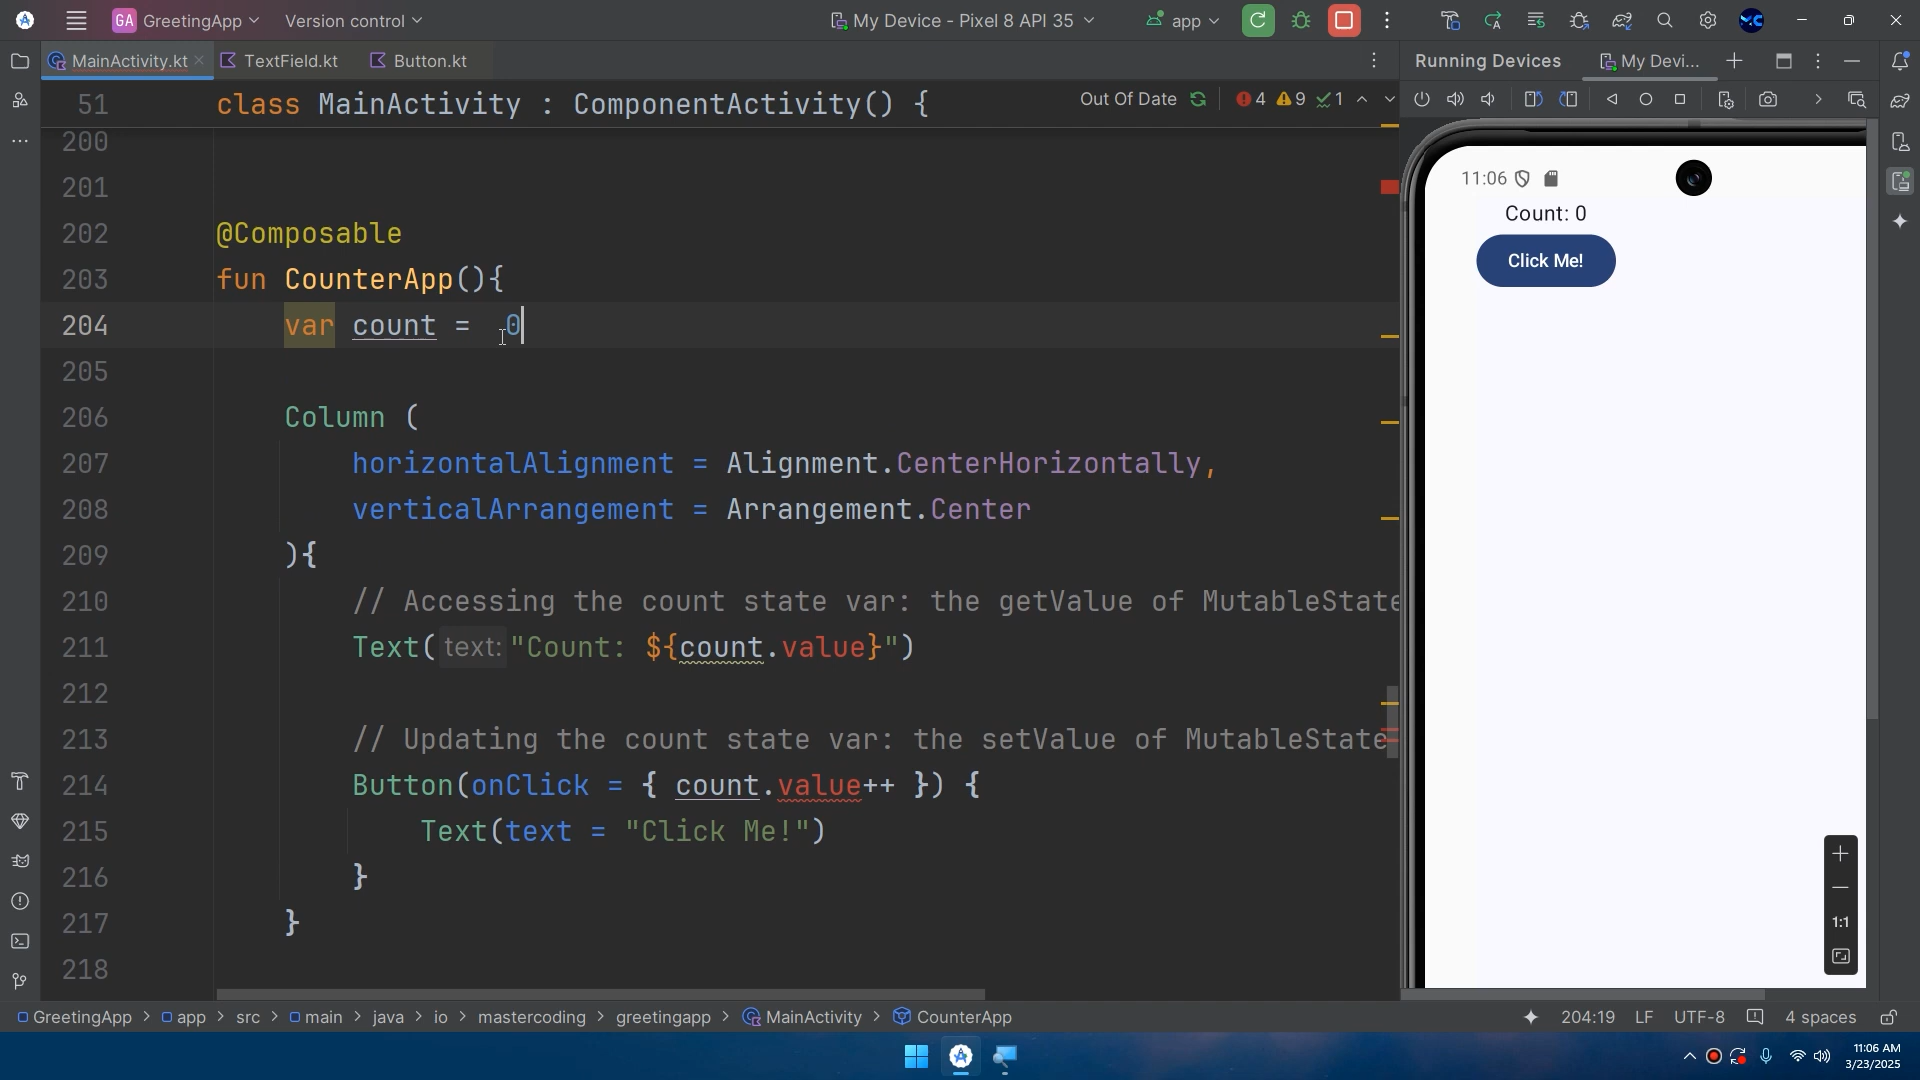 GA GreetingApp Version control My Device - Pixel 8 API 35 app
MainActivity.kt TextField.kt Button.kt Running Devices My Devi...
51 class MainActivity : ComponentActivity() { Out Of Date 4 9 1
200
201
202 @Composable
203 fun CounterApp(){
204 var count = 0
205
206 Column (
207 horizontalAlignment = Alignment.CenterHorizontally,
208 verticalArrangement = Arrangement.Center
209 ){
210 // Accessing the count state var: the getValue of MutableState
211 Text( text: "Count: ${count.value}")
212
213 // Updating the count state var: the setValue of MutableState
214 Button(onClick = { count.value++ }) {
215 Text(text = "Click Me!")
216 }
217 }
218
11:06
Count: 0
Click Me!
1:1
GreetingApp > app > src > main > java > io > mastercoding > greetingapp > MainActivity > CounterApp 204:19 LF UTF-8 4 spaces
11:06 AM
3/23/2025